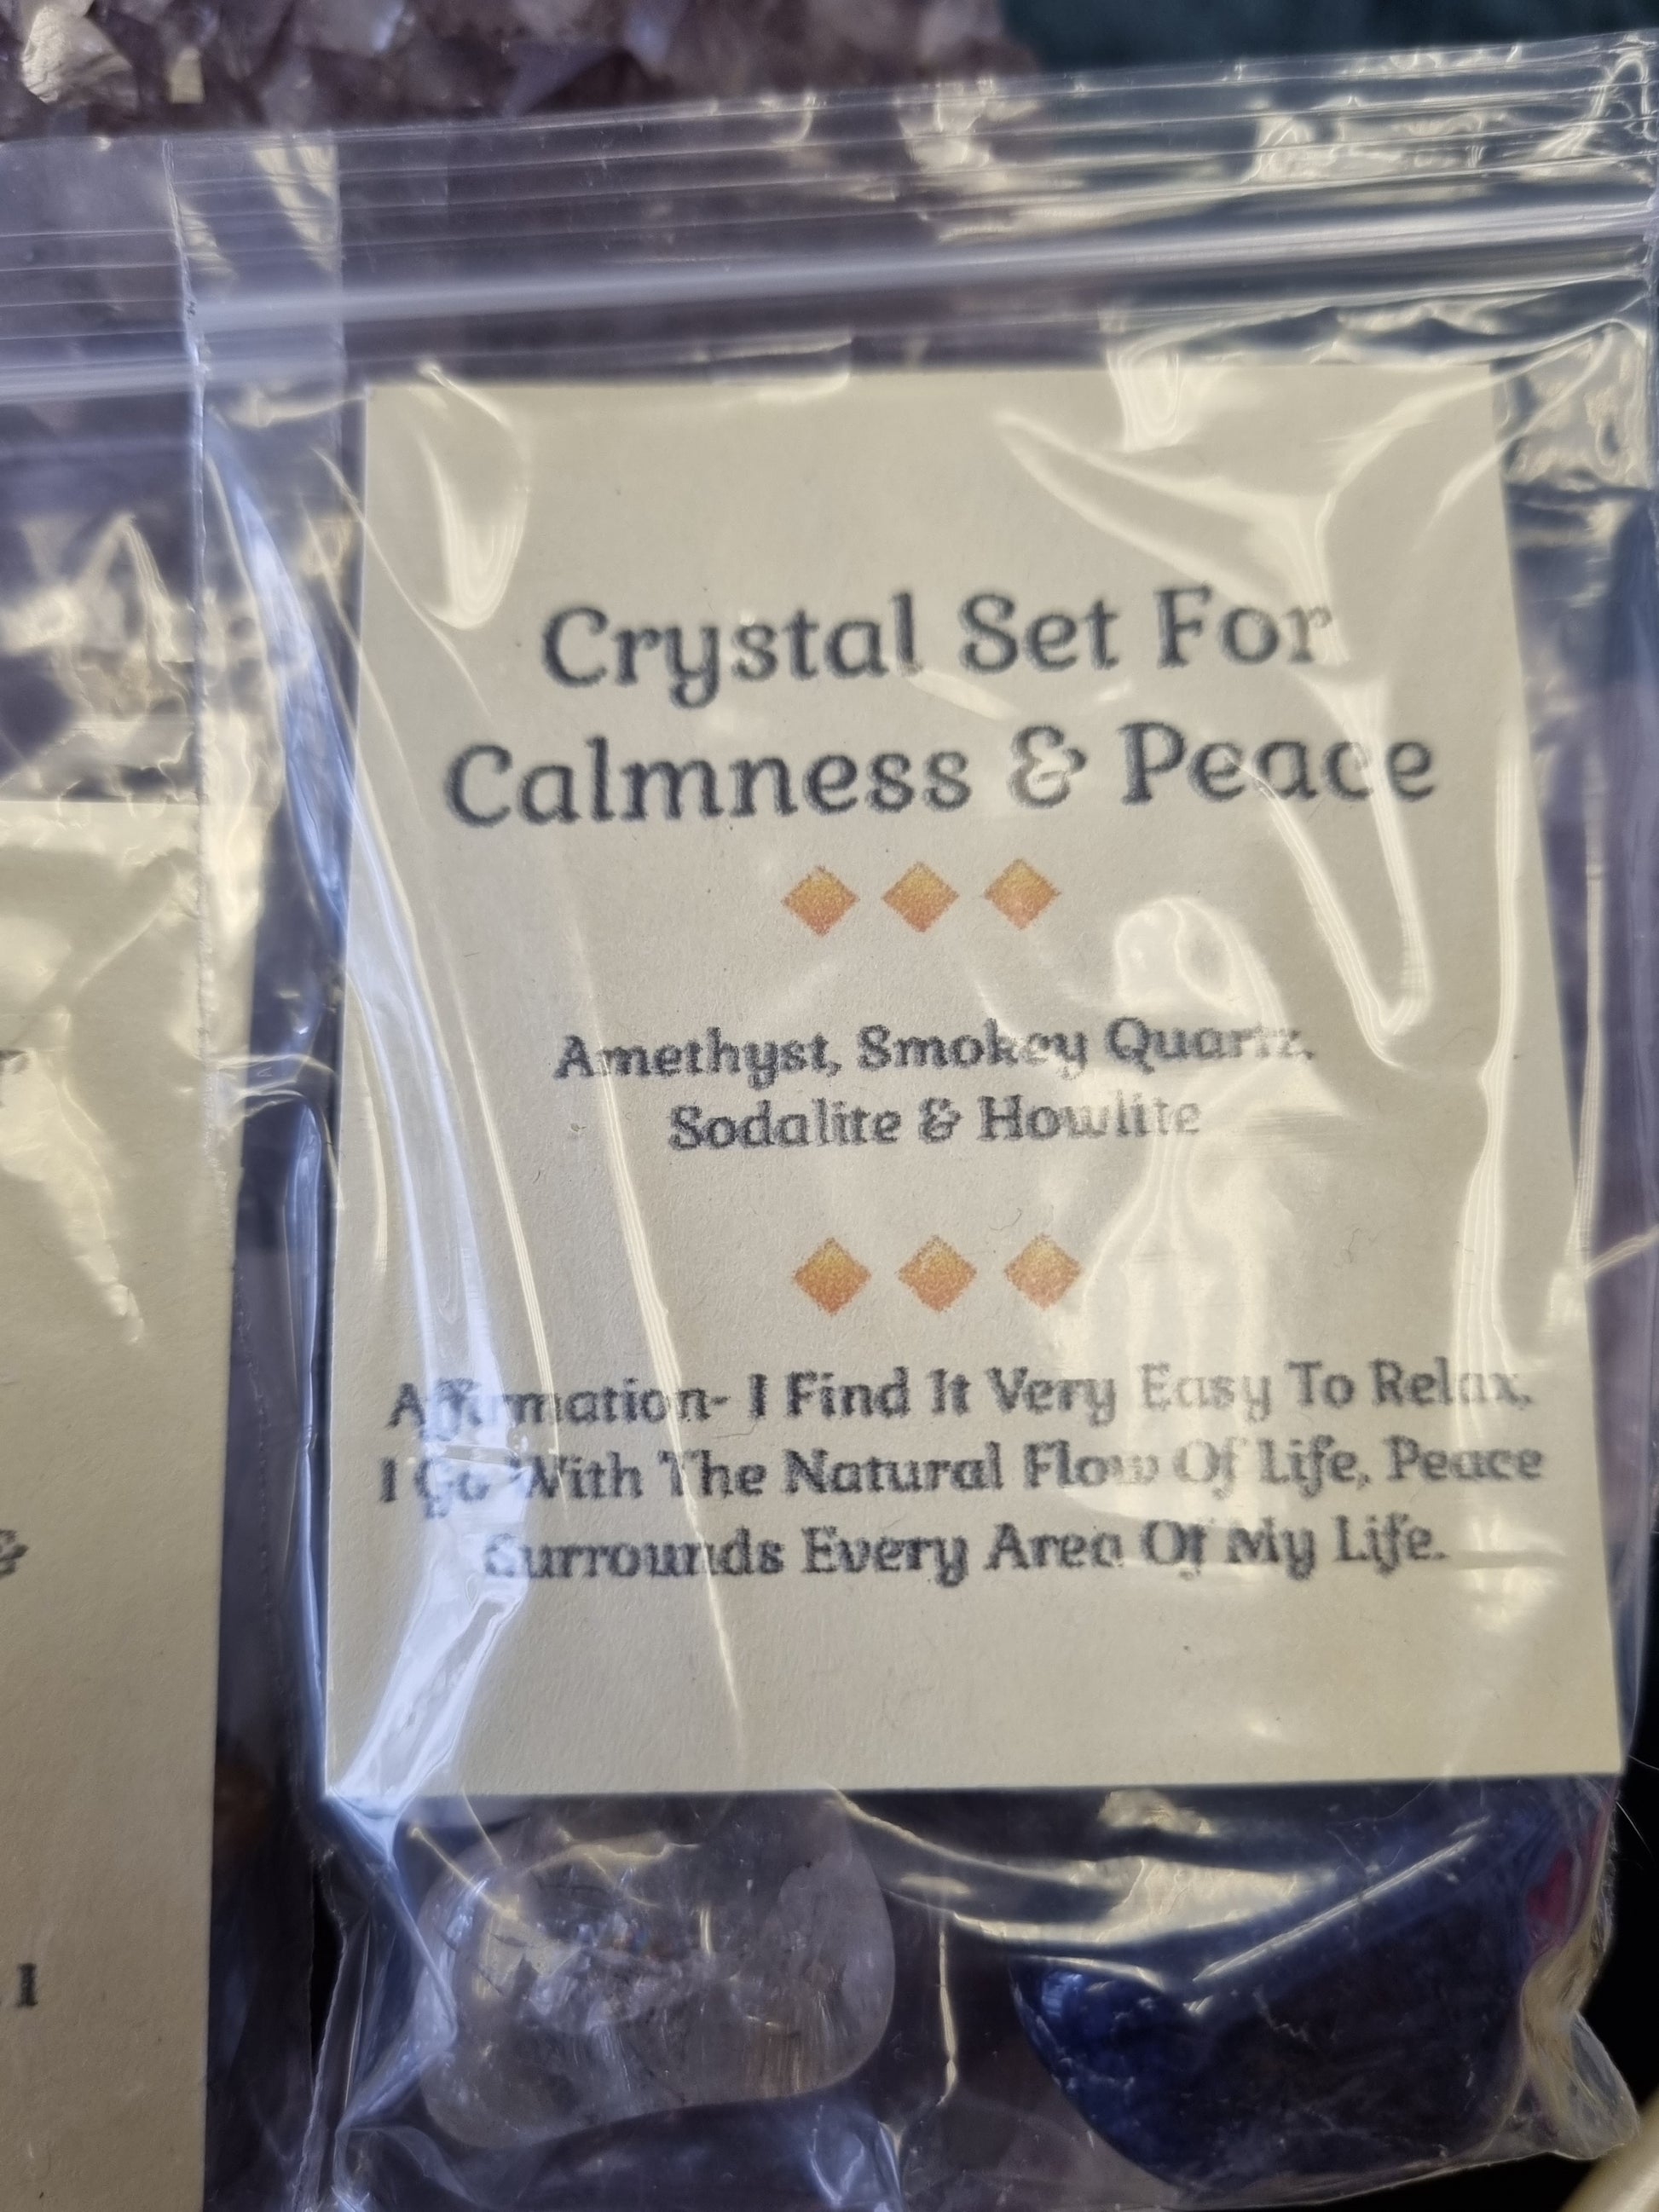 Crystal Set For
Calmness & Peace
Amethyst, Smokey Quartz,
Sodalite & Howlite
Affirmation- I Find It Very Easy To Relax,
I Go With The Natural Flow Of Life, Peace
Surrounds Every Area Of My Life.
&